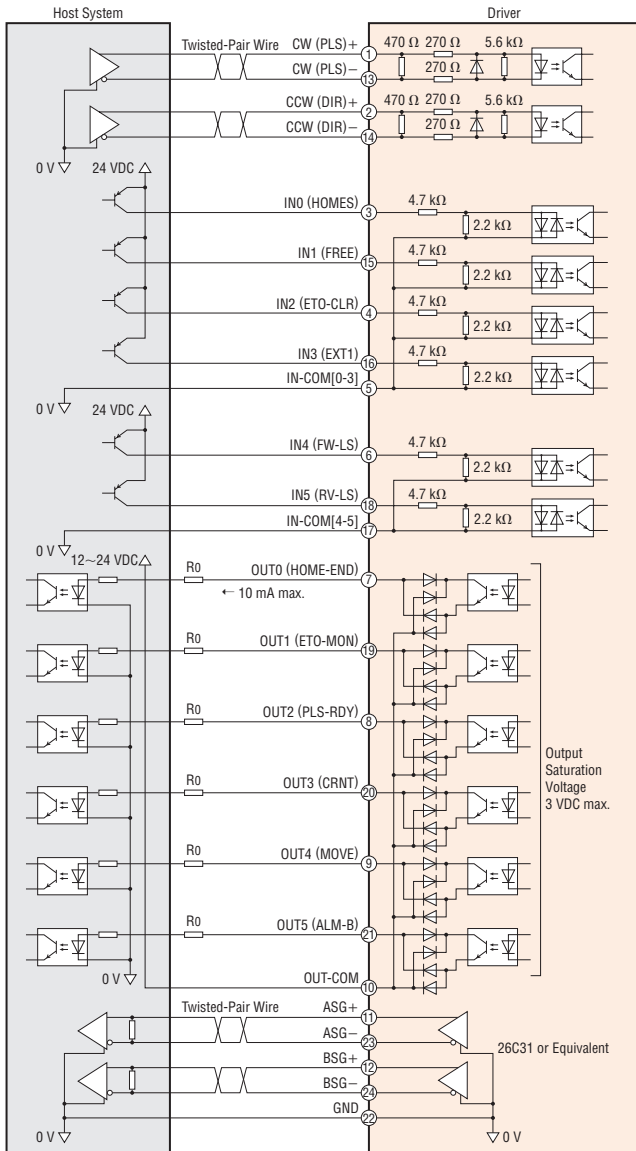 Host System
Driver
Twisted-Pair Wire
CW (PLS)+
1
470 Ω
270 Ω
5.6 kΩ
CW (PLS)−
13
270 Ω
CCW (DIR)+
2
470 Ω
270 Ω
5.6 kΩ
CCW (DIR)−
14
270 Ω
0 V
24 VDC
IN0 (HOMES)
3
4.7 kΩ
2.2 kΩ
IN1 (FREE)
15
4.7 kΩ
2.2 kΩ
IN2 (ETO-CLR)
4
4.7 kΩ
2.2 kΩ
IN3 (EXT1)
16
4.7 kΩ
2.2 kΩ
IN-COM[0-3]
5
0 V
24 VDC
IN4 (FW-LS)
6
4.7 kΩ
2.2 kΩ
IN5 (RV-LS)
18
4.7 kΩ
2.2 kΩ
IN-COM[4-5]
17
0 V
12~24 VDC
R0
OUT0 (HOME-END)
7
← 10 mA max.
R0
OUT1 (ETO-MON)
19
R0
OUT2 (PLS-RDY)
8
Output
Saturation
Voltage
3 VDC max.
R0
OUT3 (CRNT)
20
R0
OUT4 (MOVE)
9
R0
OUT5 (ALM-B)
21
0 V
OUT-COM
10
Twisted-Pair Wire
ASG+
11
ASG−
23
26C31 or Equivalent
BSG+
12
BSG−
24
GND
22
0 V
0 V